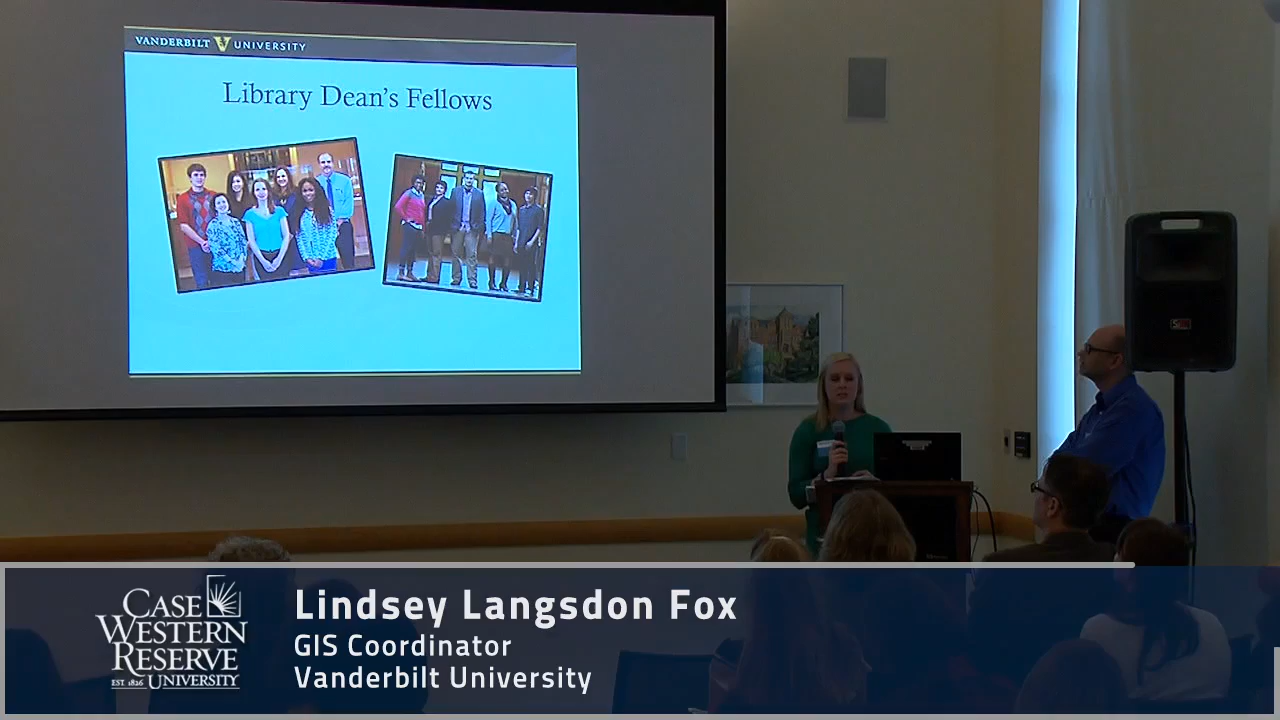 VANDERBILT V UNIVERSITY
Library Dean's Fellows
CASE
WESTERN
RESERVE
EST. 1826 UNIVERSITY
Lindsey Langsdon Fox
GIS Coordinator
Vanderbilt University